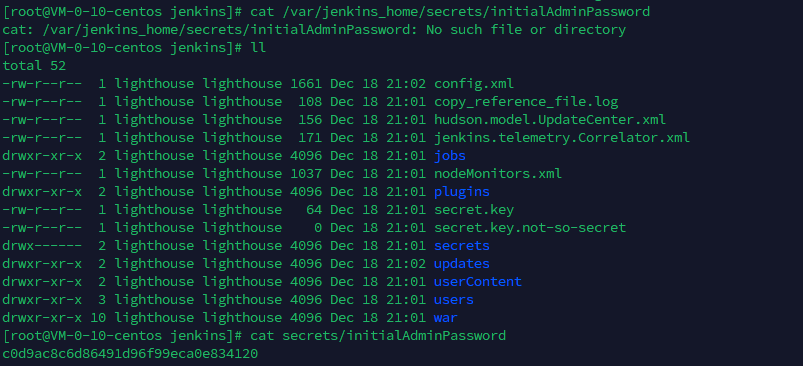 [root@VM-0-10-centos jenkins]# cat /var/jenkins_home/secrets/initialAdminPassword
cat: /var/jenkins_home/secrets/initialAdminPassword: No such file or directory
[root@VM-0-10-centos jenkins]# ll
total 52
-rw-r--r--  1 lighthouse lighthouse 1661 Dec 18 21:02 config.xml
-rw-r--r--  1 lighthouse lighthouse  108 Dec 18 21:01 copy_reference_file.log
-rw-r--r--  1 lighthouse lighthouse  156 Dec 18 21:01 hudson.model.UpdateCenter.xml
-rw-r--r--  1 lighthouse lighthouse  171 Dec 18 21:01 jenkins.telemetry.Correlator.xml
drwxr-xr-x  2 lighthouse lighthouse 4096 Dec 18 21:01 jobs
-rw-r--r--  1 lighthouse lighthouse 1037 Dec 18 21:01 nodeMonitors.xml
drwxr-xr-x  2 lighthouse lighthouse 4096 Dec 18 21:01 plugins
-rw-r--r--  1 lighthouse lighthouse   64 Dec 18 21:01 secret.key
-rw-r--r--  1 lighthouse lighthouse    0 Dec 18 21:01 secret.key.not-so-secret
drwx------  2 lighthouse lighthouse 4096 Dec 18 21:01 secrets
drwxr-xr-x  2 lighthouse lighthouse 4096 Dec 18 21:02 updates
drwxr-xr-x  2 lighthouse lighthouse 4096 Dec 18 21:01 userContent
drwxr-xr-x  3 lighthouse lighthouse 4096 Dec 18 21:01 users
drwxr-xr-x 10 lighthouse lighthouse 4096 Dec 18 21:01 war
[root@VM-0-10-centos jenkins]# cat secrets/initialAdminPassword
c0d9ac8c6d86491d96f99eca0e834120